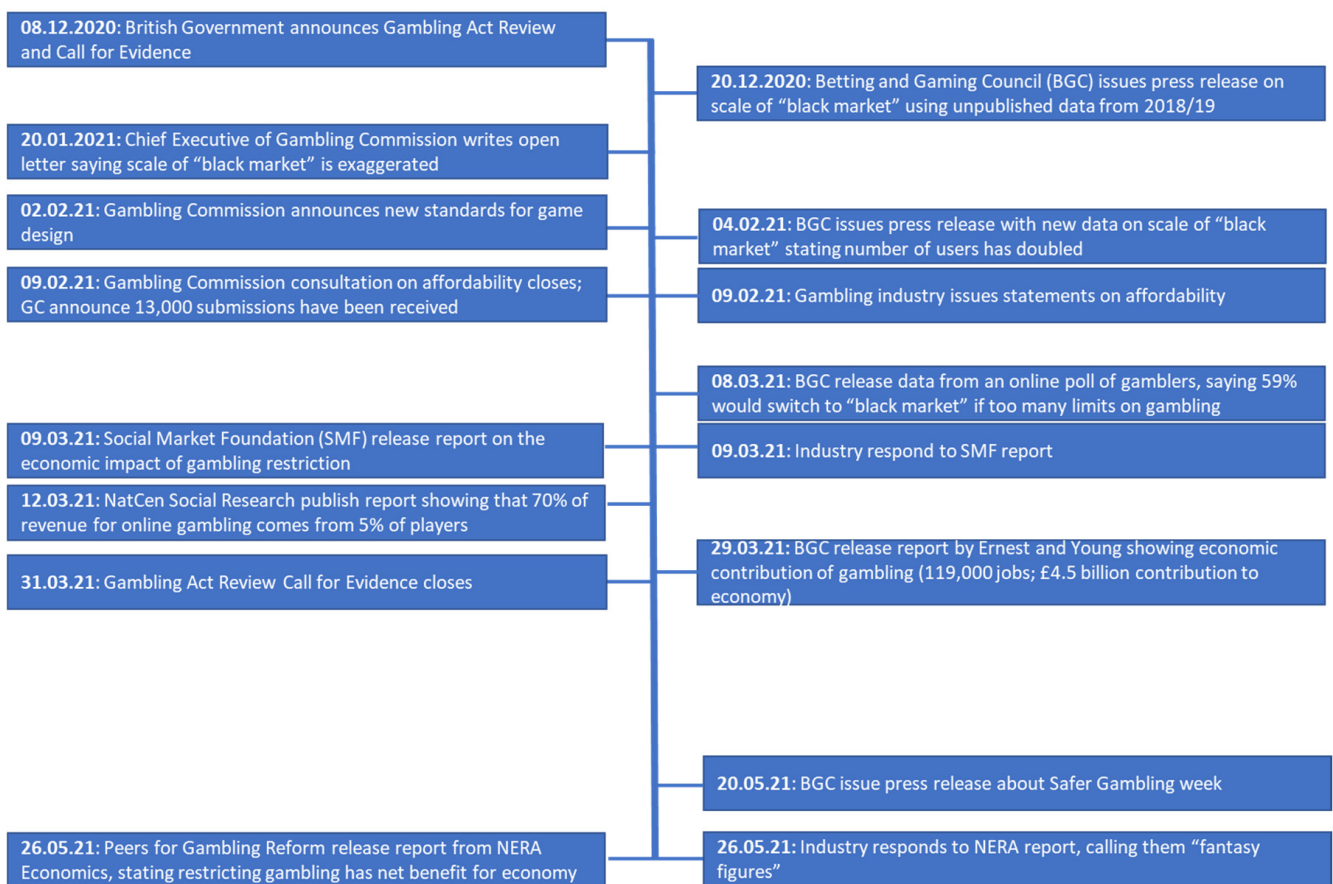 08.12.2020: British Government announces Gambling Act Review
and Call for Evidence
20.12.2020: Betting and Gaming Council (BGC) issues press release on
scale of “black market” using unpublished data from 2018/19
20.01.2021: Chief Executive of Gambling Commission writes open
letter saying scale of “black market” is exaggerated
02.02.21: Gambling Commission announces new standards for game
design
04.02.21: BGC issues press release with new data on scale of “black
market” stating number of users has doubled
09.02.21: Gambling Commission consultation on affordability closes;
GC announce 13,000 submissions have been received
09.02.21: Gambling industry issues statements on affordability
08.03.21: BGC release data from an online poll of gamblers, saying 59%
would switch to “black market” if too many limits on gambling
09.03.21: Social Market Foundation (SMF) release report on the
economic impact of gambling restriction
09.03.21: Industry respond to SMF report
12.03.21: NatCen Social Research publish report showing that 70% of
revenue for online gambling comes from 5% of players
29.03.21: BGC release report by Ernest and Young showing economic
contribution of gambling (119,000 jobs; £4.5 billion contribution to
economy)
31.03.21: Gambling Act Review Call for Evidence closes
20.05.21: BGC issue press release about Safer Gambling week
26.05.21: Peers for Gambling Reform release report from NERA
Economics, stating restricting gambling has net benefit for economy
26.05.21: Industry responds to NERA report, calling them “fantasy
figures”